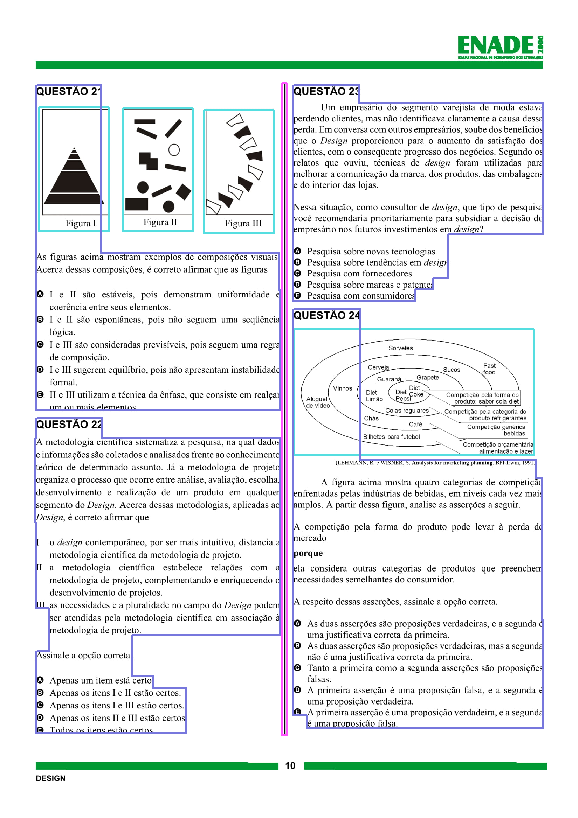 ENADE 2006
EXAME NACIONAL DE DESEMPENHO DOS ESTUDANTES
QUESTÃO 21
Figura I
Figura II
Figura III
As figuras acima mostram exemplos de composições visuais.
Acerca dessas composições, é correto afirmar que as figuras
A I e II são estáveis, pois demonstram uniformidade e
coerência entre seus elementos.
B I e II são espontâneas, pois não seguem uma seqüência
lógica.
C I e III são consideradas previsíveis, pois seguem uma regra
de composição.
D I e III sugerem equilíbrio, pois não apresentam instabilidade
formal.
E II e III utilizam a técnica da ênfase, que consiste em realçar
um ou mais elementos
QUESTÃO 22
A metodologia científica sistematiza a pesquisa, na qual dados
e informações são coletados e analisados frente ao conhecimento
teórico de determinado assunto. Já a metodologia de projeto
organiza o processo que ocorre entre análise, avaliação, escolha,
desenvolvimento e realização de um produto em qualquer
segmento do Design. Acerca dessas metodologias, aplicadas ao
Design, é correto afirmar que
I o design contemporâneo, por ser mais intuitivo, distancia a
metodologia científica da metodologia de projeto.
II a metodologia científica estabelece relações com a
metodologia de projeto, complementando e enriquecendo o
desenvolvimento de projetos.
III as necessidades e a pluralidade no campo do Design podem
ser atendidas pela metodologia científica em associação à
metodologia de projeto.
Assinale a opção correta.
A Apenas um item está certo.
B Apenas os itens I e II estão certos.
C Apenas os itens I e III estão certos.
D Apenas os itens II e III estão certos.
E Todos os itens estão certos.
QUESTÃO 23
Um empresário do segmento varejista de moda estava
perdendo clientes, mas não identificava claramente a causa dessa
perda. Em conversa com outros empresários, soube dos benefícios
que o Design proporcionou para o aumento da satisfação dos
clientes, com o conseqüente progresso dos negócios. Segundo os
relatos que ouviu, técnicas de design foram utilizadas para
melhorar a comunicação da marca, dos produtos, das embalagens
e do interior das lojas.
Nessa situação, como consultor de design, que tipo de pesquisa
você recomendaria prioritariamente para subsidiar a decisão do
empresário nos futuros investimentos em design?
A Pesquisa sobre novas tecnologias
B Pesquisa sobre tendências em design
C Pesquisa com fornecedores
D Pesquisa sobre marcas e patentes
E Pesquisa com consumidores
QUESTÃO 24
Sorvetes
Cerveja
Sucos
Fast food
Guaraná
Grapete
Vinhos
Diet Limão
Diet Pepsi
Diet Coke
Aluguel de vídeo
Colas regulares
Chás
Café
Bilhetes para futebol
Competição pela forma do produto: sabor cola diet
Competição pela categoria do produto refrigerantes
Competição genérica bebidas
Competição orçamentária alimentação e lazer
[LEHMANN, R. / WINER, S. Analysis for marketing planning. BPI Irwin, 1991.
A figura acima mostra quatro categorias de competição
enfrentadas pelas indústrias de bebidas, em níveis cada vez mais
amplos. A partir dessa figura, analise as asserções a seguir.
A competição pela forma do produto pode levar à perda de
mercado
porque
ela considera outras categorias de produtos que preenchem
necessidades semelhantes do consumidor.
A respeito dessas asserções, assinale a opção correta.
A As duas asserções são proposições verdadeiras, e a segunda é
uma justificativa correta da primeira.
B As duas asserções são proposições verdadeiras, mas a segunda
não é uma justificativa correta da primeira.
C Tanto a primeira como a segunda asserções são proposições
falsas.
D A primeira asserção é uma proposição falsa, e a segunda é
uma proposição verdadeira.
E A primeira asserção é uma proposição verdadeira, e a segunda
é uma proposição falsa.
10
DESIGN